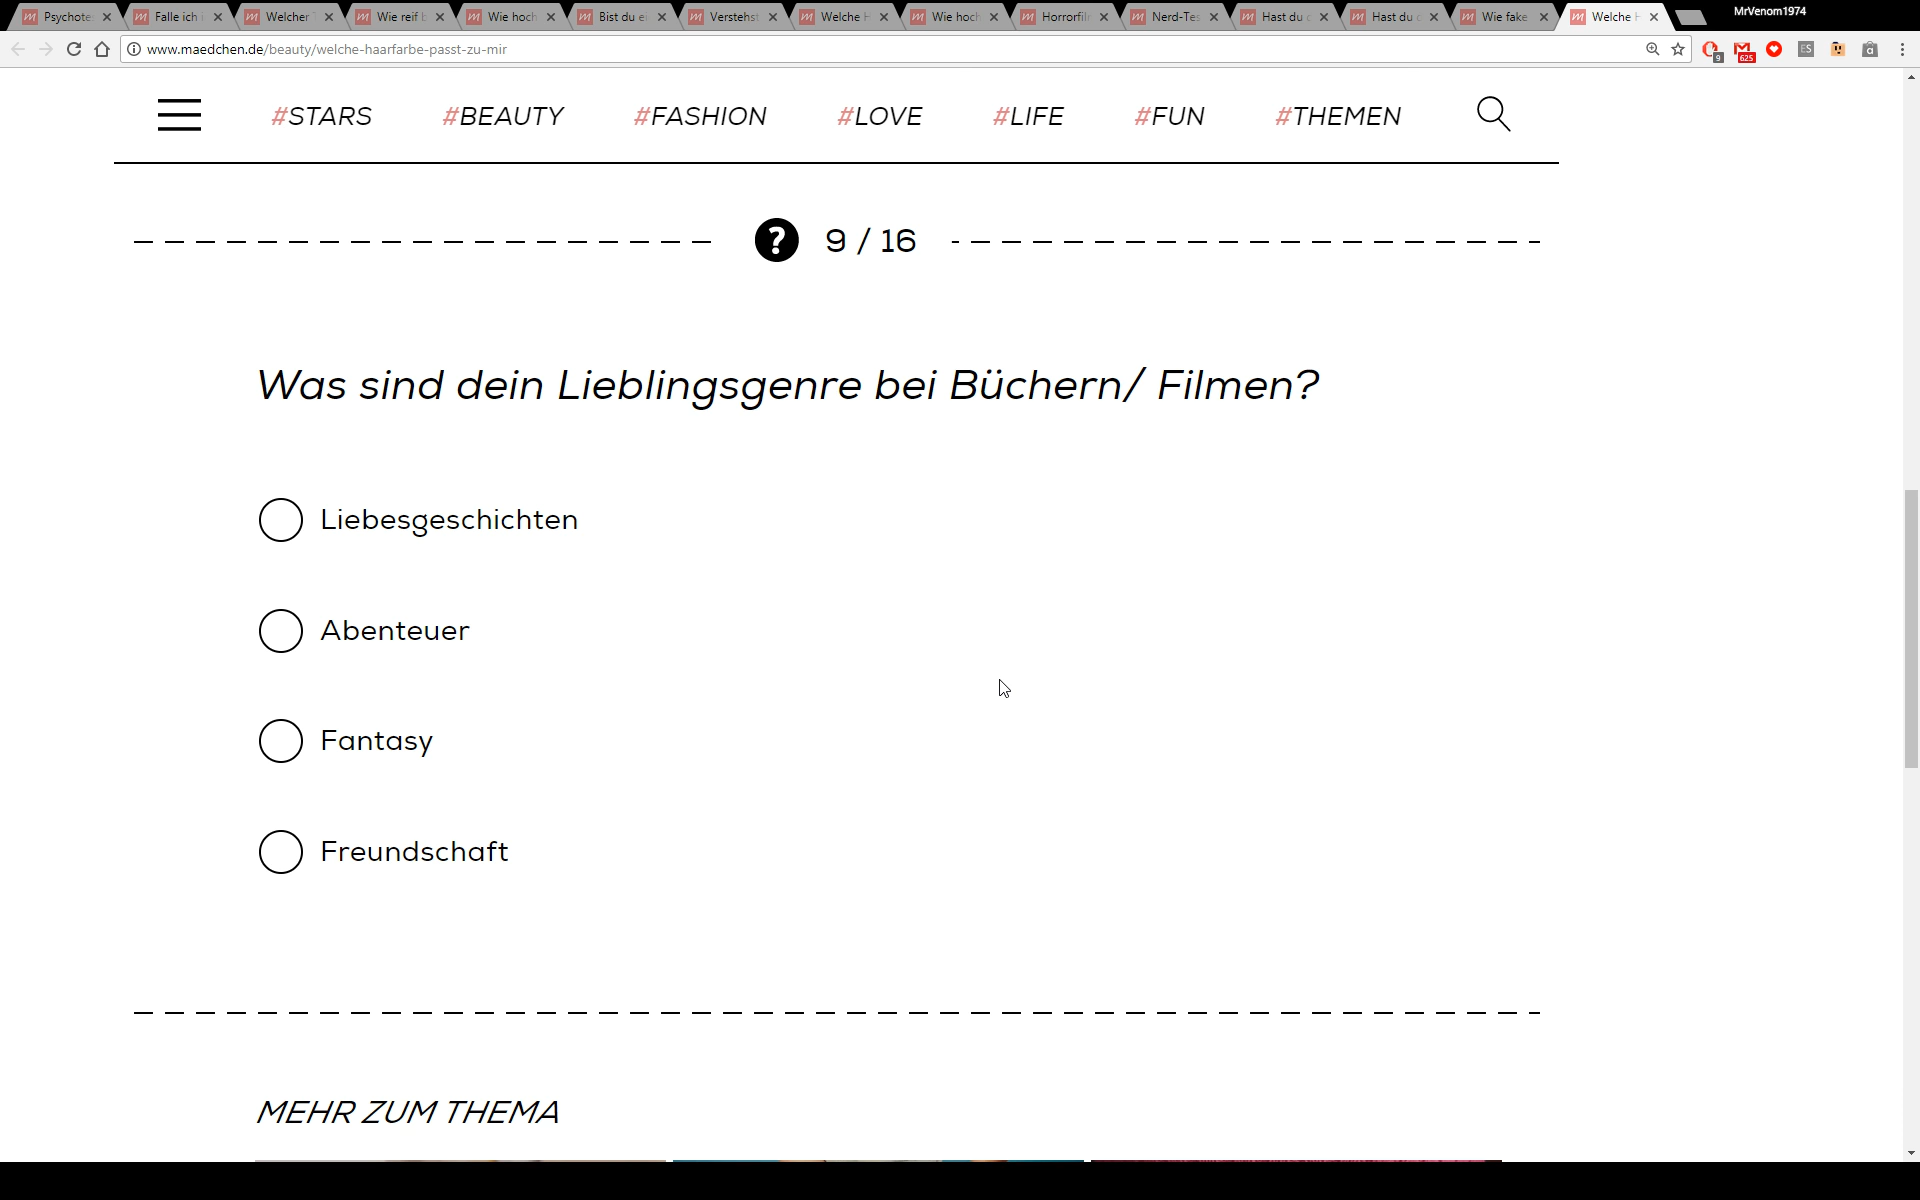 Psychote
Falle ich
Welcher
Wie reif
Wie hoch
Bist du
Verstehst
Welche
Wie hoch
Horrorfil
Nerd-Tes
Hast du
Hast du
Wie fake
Welche
MrVenom1974
www.maedchen.de/beauty/welche-haarfarbe-passt-zu-mir
9
625
ES
#STARS
#BEAUTY
#FASHION
#LOVE
#LIFE
#FUN
#THEMEN
? 9 / 16
Was sind dein Lieblingsgenre bei Büchern/ Filmen?
Liebesgeschichten
Abenteuer
Fantasy
Freundschaft
MEHR ZUM THEMA